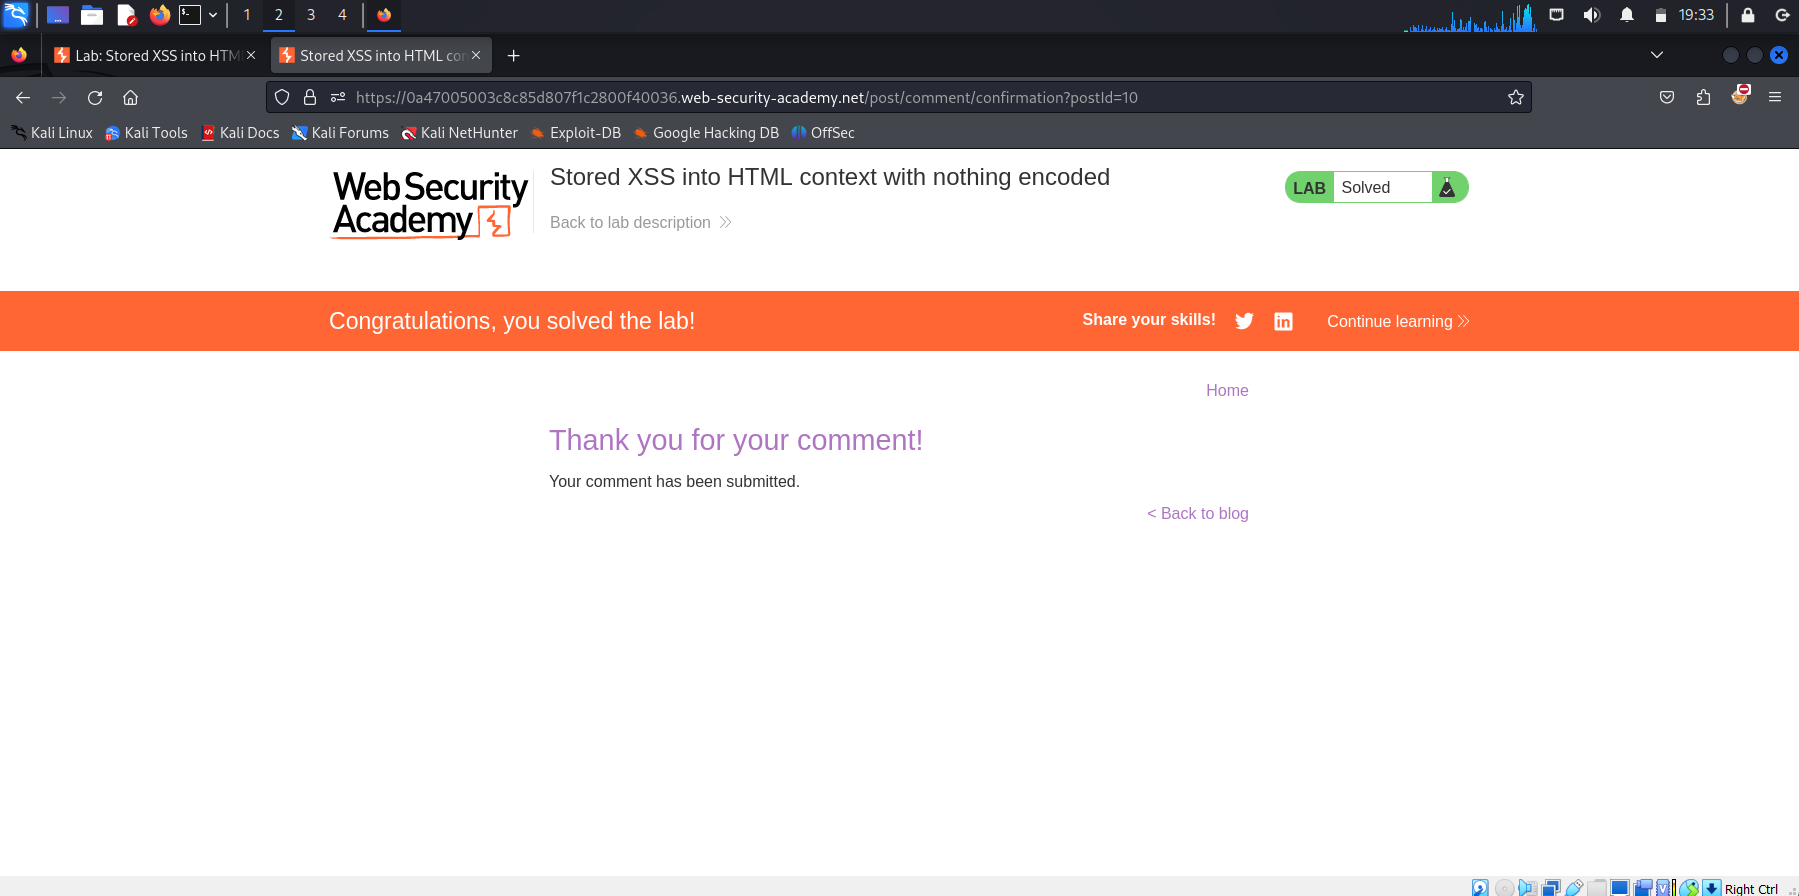 1 2 3 4 19:33
Lab: Stored XSS into HTM Stored XSS into HTML con
https://0a47005003c8c85d807f1c2800f40036.web-security-academy.net/post/comment/confirmation?postId=10
Kali Linux Kali Tools Kali Docs Kali Forums Kali NetHunter Exploit-DB Google Hacking DB OffSec
WebSecurity Academy
Stored XSS into HTML context with nothing encoded
LAB Solved
Back to lab description
Congratulations, you solved the lab! Share your skills! Continue learning
Home
Thank you for your comment!
Your comment has been submitted.
< Back to blog
Right Ctrl